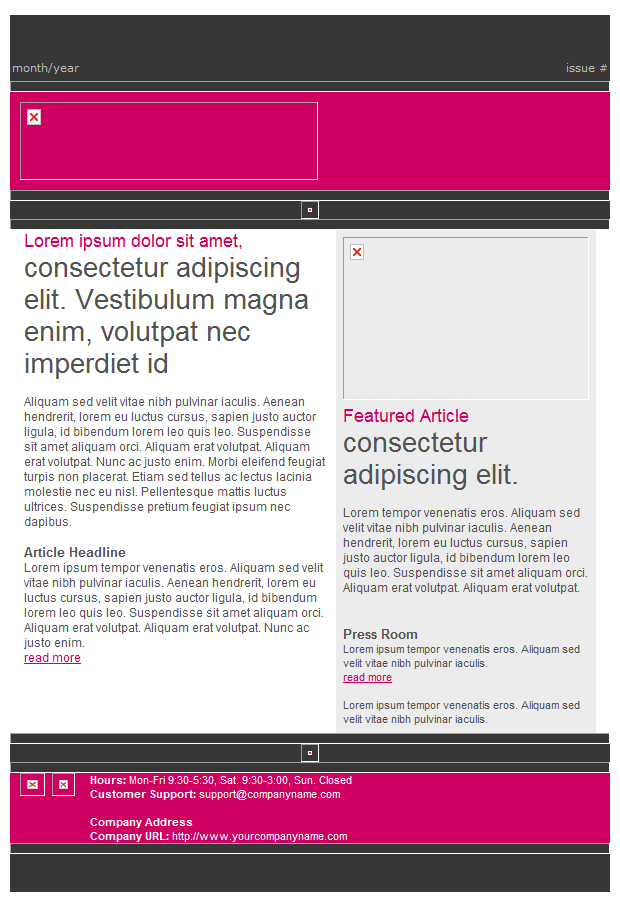 month/year
issue #
Lorem ipsum dolor sit amet,
consectetur adipiscing
elit. Vestibulum magna
enim, volutpat nec
imperdiet id
Aliquam sed velit vitae nibh pulvinar iaculis. Aenean
hendrerit, lorem eu luctus cursus, sapien justo auctor
ligula, id bibendum lorem leo quis leo. Suspendisse
sit amet aliquam orci. Aliquam erat volutpat. Aliquam
erat volutpat. Nunc ac justo enim. Morbi eleifend feugiat
turpis non placerat. Etiam sed tellus ac lectus lacinia
molestie nec eu nisl. Pellentesque mattis luctus
ultrices. Suspendisse pretium feugiat ipsum nec
dapibus.
Article Headline
Lorem ipsum tempor venenatis eros. Aliquam sed velit
vitae nibh pulvinar iaculis. Aenean hendrerit, lorem eu
luctus cursus, sapien justo auctor ligula, id bibendum
lorem leo quis leo. Suspendisse sit amet aliquam orci.
Aliquam erat volutpat. Aliquam erat volutpat. Nunc ac
justo enim.
read more
Featured Article
consectetur
adipiscing elit.
Lorem tempor venenatis eros. Aliquam sed
velit vitae nibh pulvinar iaculis. Aenean
hendrerit, lorem eu luctus cursus, sapien
justo auctor ligula, id bibendum lorem leo
quis leo. Suspendisse sit amet aliquam orci.
Aliquam erat volutpat. Aliquam erat volutpat.
Press Room
Lorem ipsum tempor venenatis eros. Aliquam sed
velit vitae nibh pulvinar iaculis.
read more
Lorem ipsum tempor venenatis eros. Aliquam sed
velit vitae nibh pulvinar iaculis.
Hours: Mon-Fri 9:30-5:30, Sat. 9:30-3:00, Sun. Closed
Customer Support: support@companyname.com
Company Address
Company URL: http://www.yourcompanyname.com